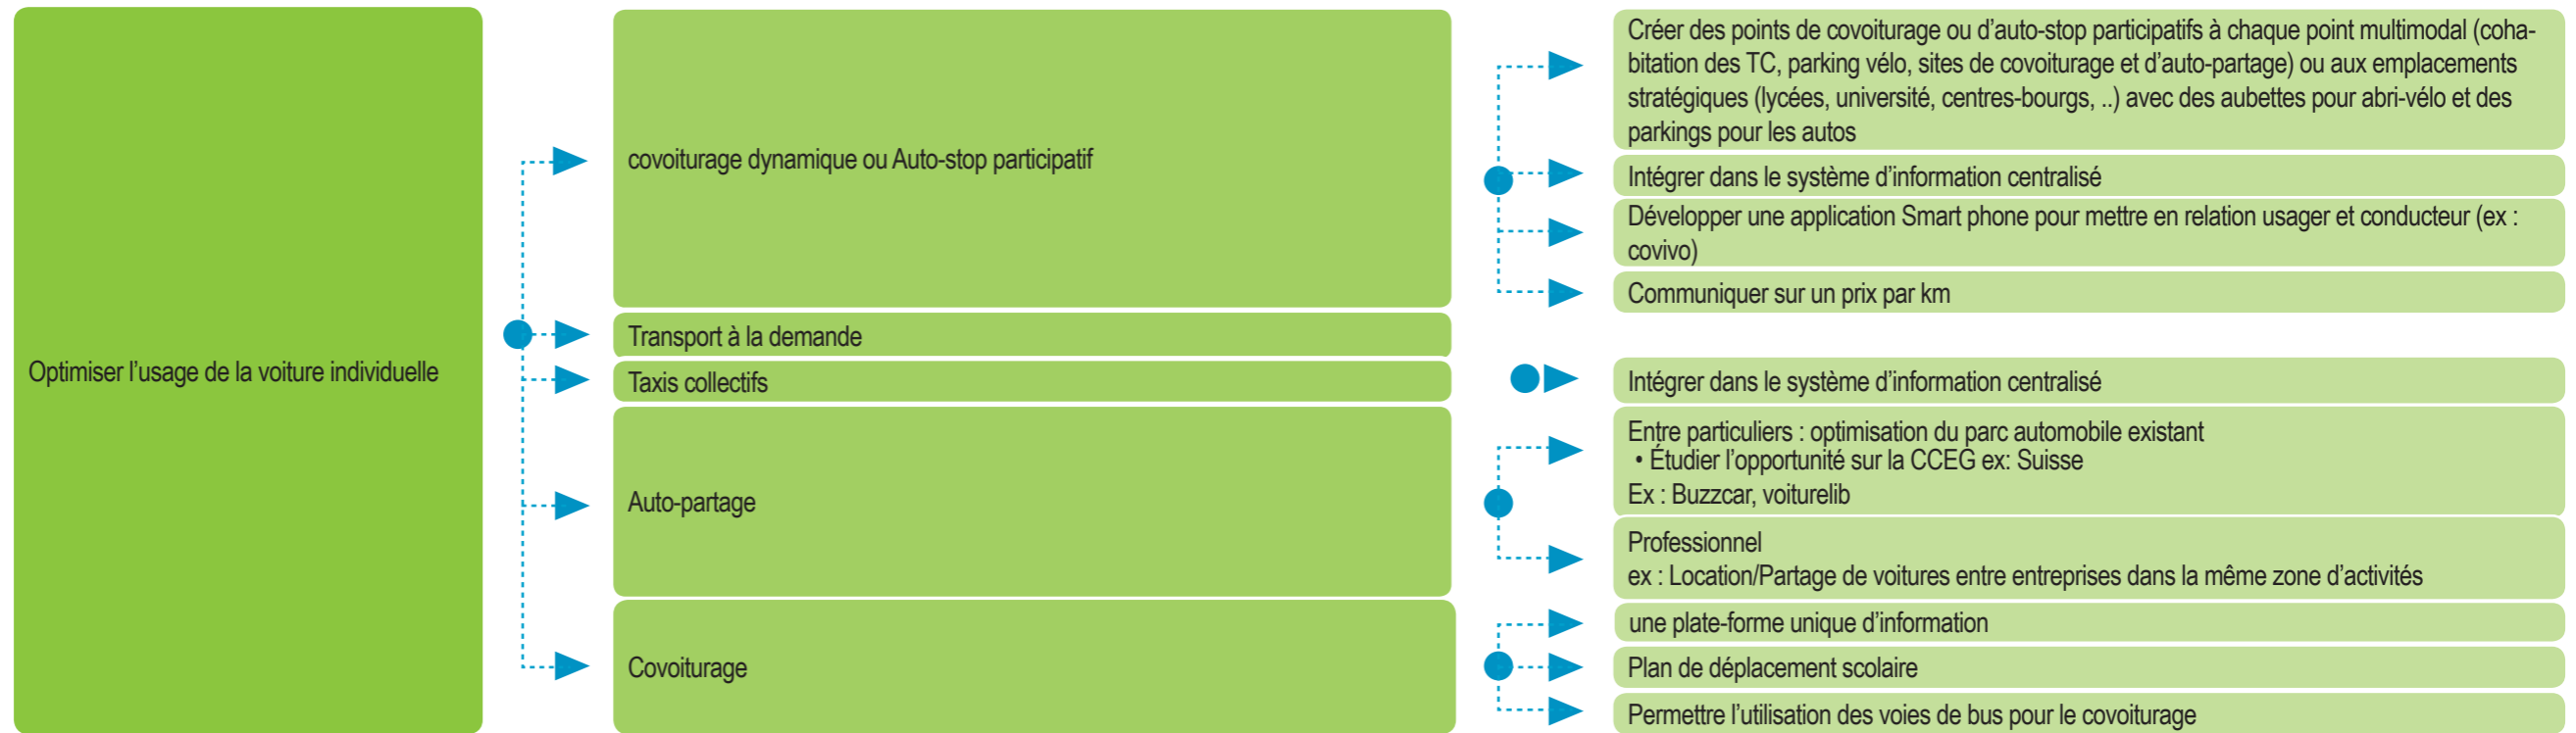 Optimiser l’usage de la voiture individuelle
covoiturage dynamique ou Auto-stop participatif
Créer des points de covoiturage ou d’auto-stop participatifs à chaque point multimodal (coha-
bitation des TC, parking vélo, sites de covoiturage et d’auto-partage) ou aux emplacements
stratégiques (lycées, université, centres-bourgs, ..) avec des aubettes pour abri-vélo et des
parkings pour les autos
Intégrer dans le système d’information centralisé
Développer une application Smart phone pour mettre en relation usager et conducteur (ex :
covivo)
Communiquer sur un prix par km
Transport à la demande
Taxis collectifs
Intégrer dans le système d’information centralisé
Auto-partage
Entre particuliers : optimisation du parc automobile existant
• Étudier l’opportunité sur la CCEG ex: Suisse
Ex : Buzzcar, voiturelib
Professionnel
ex : Location/Partage de voitures entre entreprises dans la même zone d’activités
Covoiturage
une plate-forme unique d’information
Plan de déplacement scolaire
Permettre l’utilisation des voies de bus pour le covoiturage